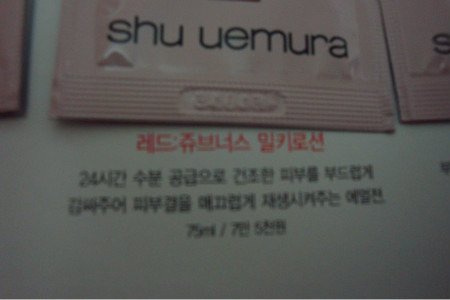 shu uemura
레드:쥬브너스 밀키로션
24시간 수분 공급으로 건조한 피부를 부드럽게
감싸주어 피부결을 매끄럽게 재생시켜주는 에멀젼.
75ml / 7만 5천원